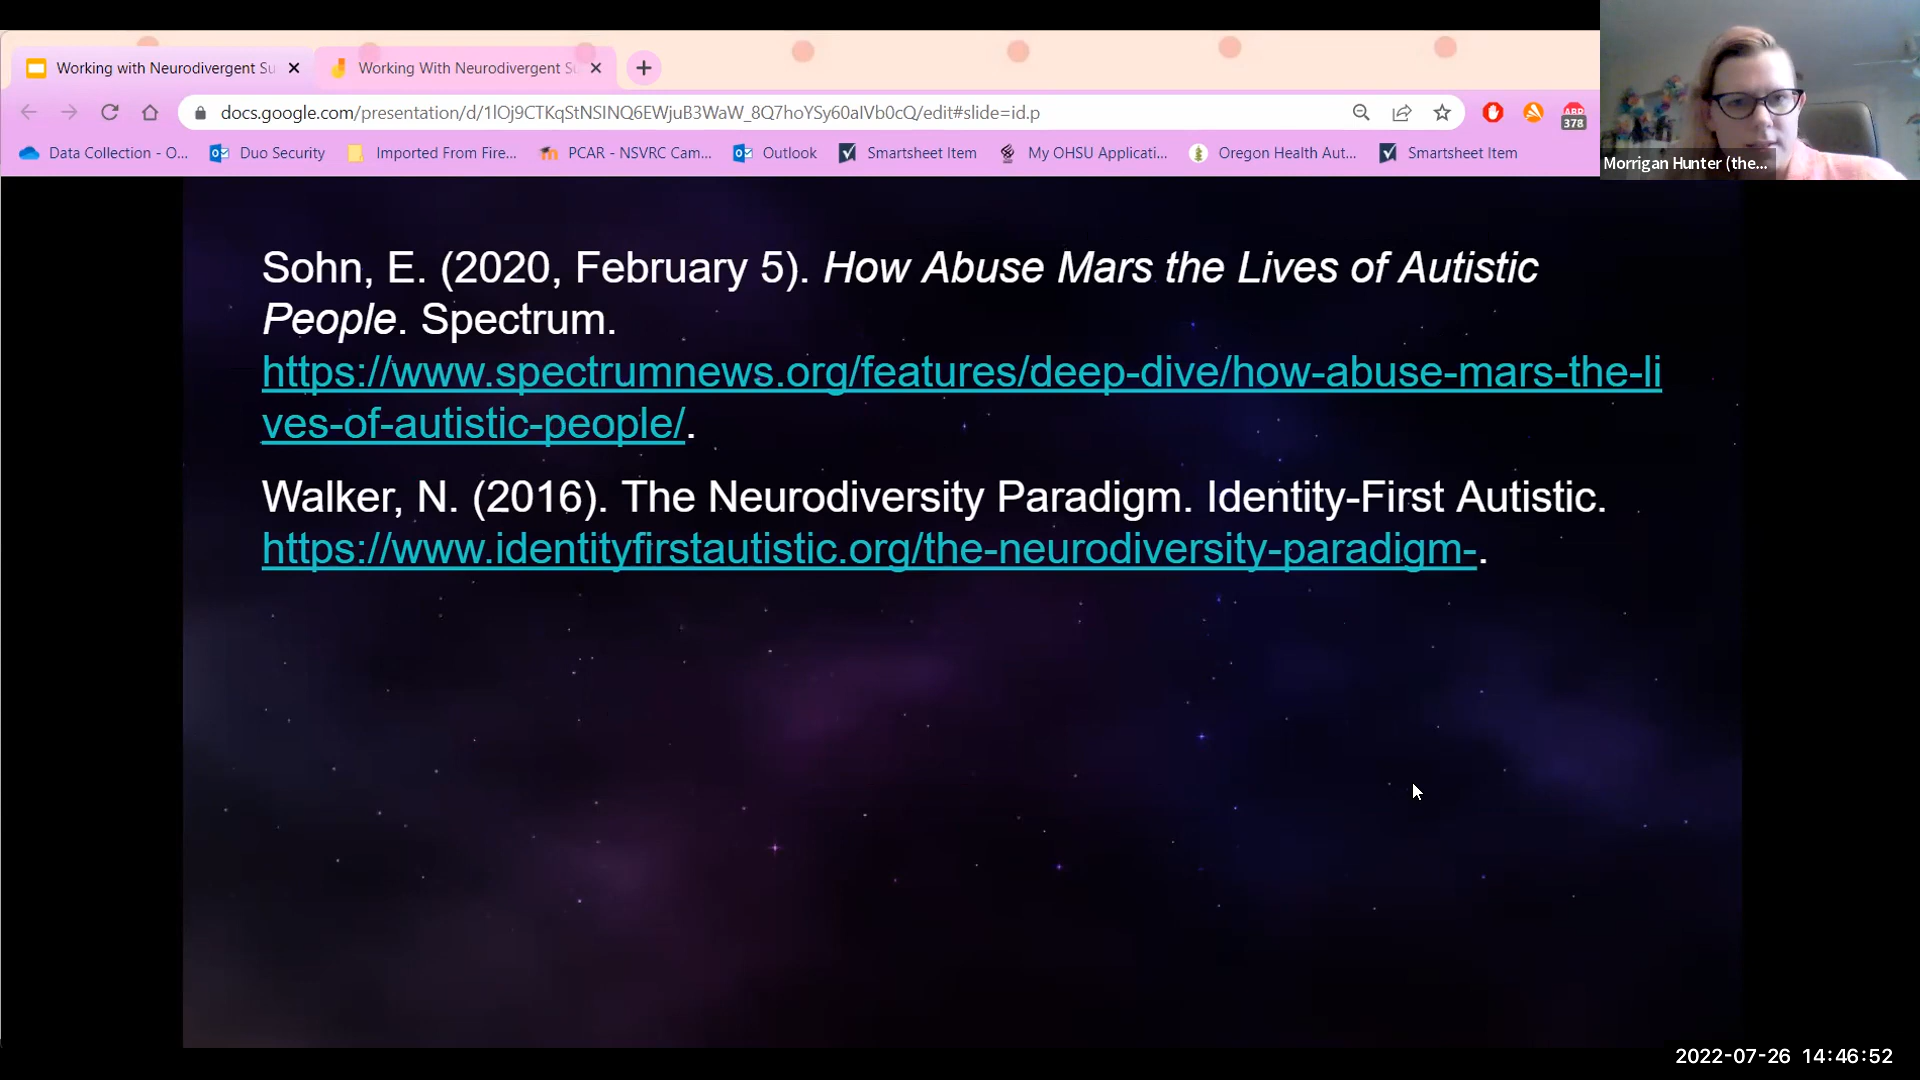 Working with Neurodivergent Su
Working With Neurodivergent S
docs.google.com/presentation/d/1lOj9CTKqStNSINQ6EWjuB3WaW_8Q7hoYSy60aIVb0cQ/edit#slide=id.p
ABP
378
Data Collection - O...
Duo Security
Imported From Fire...
PCAR - NSVRC Cam...
Outlook
Smartsheet Item
My OHSU Applicati...
Oregon Health Aut...
Smartsheet Item
Morrigan Hunter (the...
Sohn, E. (2020, February 5). How Abuse Mars the Lives of Autistic
People. Spectrum.
https://www.spectrumnews.org/features/deep-dive/how-abuse-mars-the-li
ves-of-autistic-people/.
Walker, N. (2016). The Neurodiversity Paradigm. Identity-First Autistic.
https://www.identityfirstautistic.org/the-neurodiversity-paradigm-.
2022-07-26 14:46:52